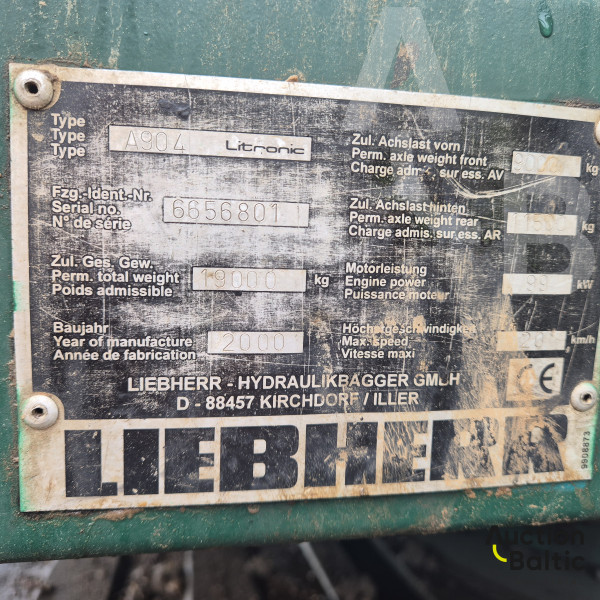 Type
Type
Type
A904 Litronic
Fzg.-Ident.-Nr.
Serial no.
N° de série
6656801
Zul. Ges. Gew.
Perm. total weight
Poids admissible
19000 kg
Baujahr
Year of manufacture
Année de fabrication
2000
Zul. Achslast vorn
Perm. axle weight front
Charge adm. sur ess. AV
kg
Zul. Achslast hinten
Perm. axle weight rear
Charge admis. sur ess. AR
kg
Motorleistung
Engine power
Puissance moteur
99 kW
Höchstgeschwindigkeit
Max. speed
Vitesse maxi
20 km/h
LIEBHERR - HYDRAULIKBAGGER GMBH
D - 88457 KIRCHDORF / ILLER
CE
LIEBHERR
9908873
Auction
Baltic